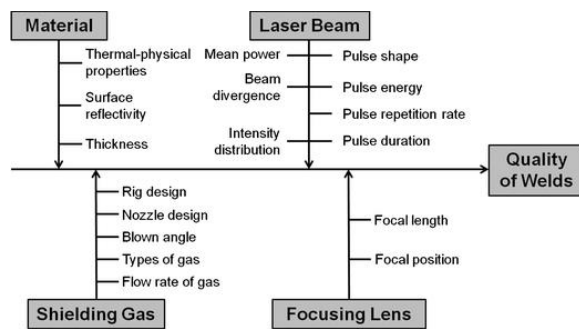 Material
Thermal-physical
properties
Surface
reflectivity
Thickness
Laser Beam
Mean power
Beam
divergence
Intensity
distribution
Pulse shape
Pulse energy
Pulse repetition rate
Pulse duration
Quality
of Welds
Rig design
Nozzle design
Blown angle
Types of gas
Flow rate of gas
Shielding Gas
Focal length
Focal position
Focusing Lens